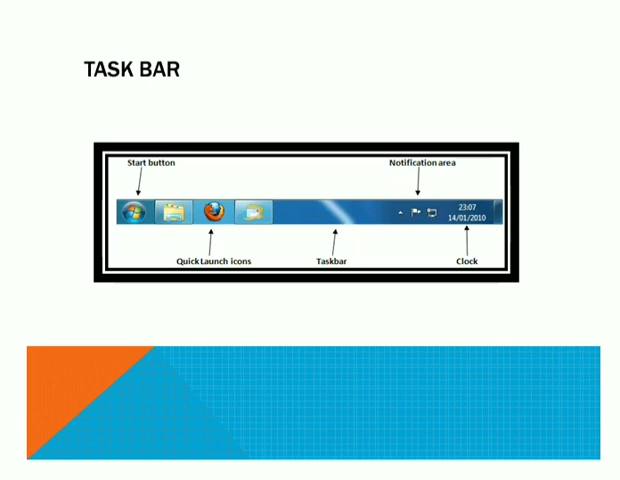 TASK BAR
Start button
Notification area
23:07
14/01/2010
Quick Launch icons
Taskbar
Clock